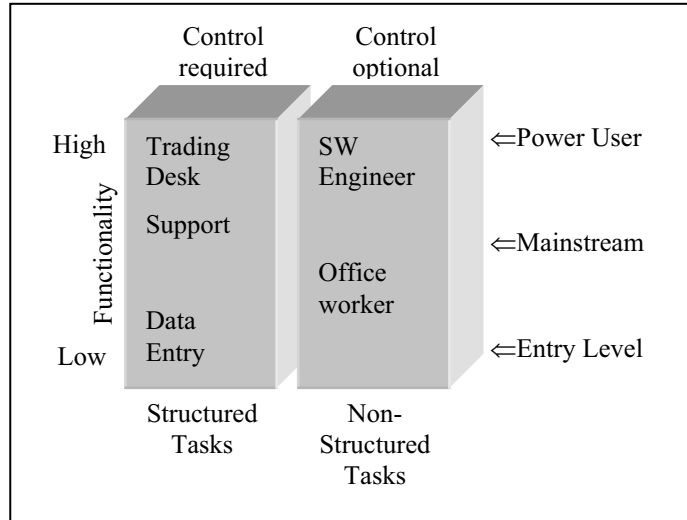 Control
required
Control
optional
High
Functionality
Low
Trading
Desk
Support
Data
Entry
SW
Engineer
Office
worker
⇐Power User
⇐Mainstream
⇐Entry Level
Structured
Tasks
Non-
Structured
Tasks